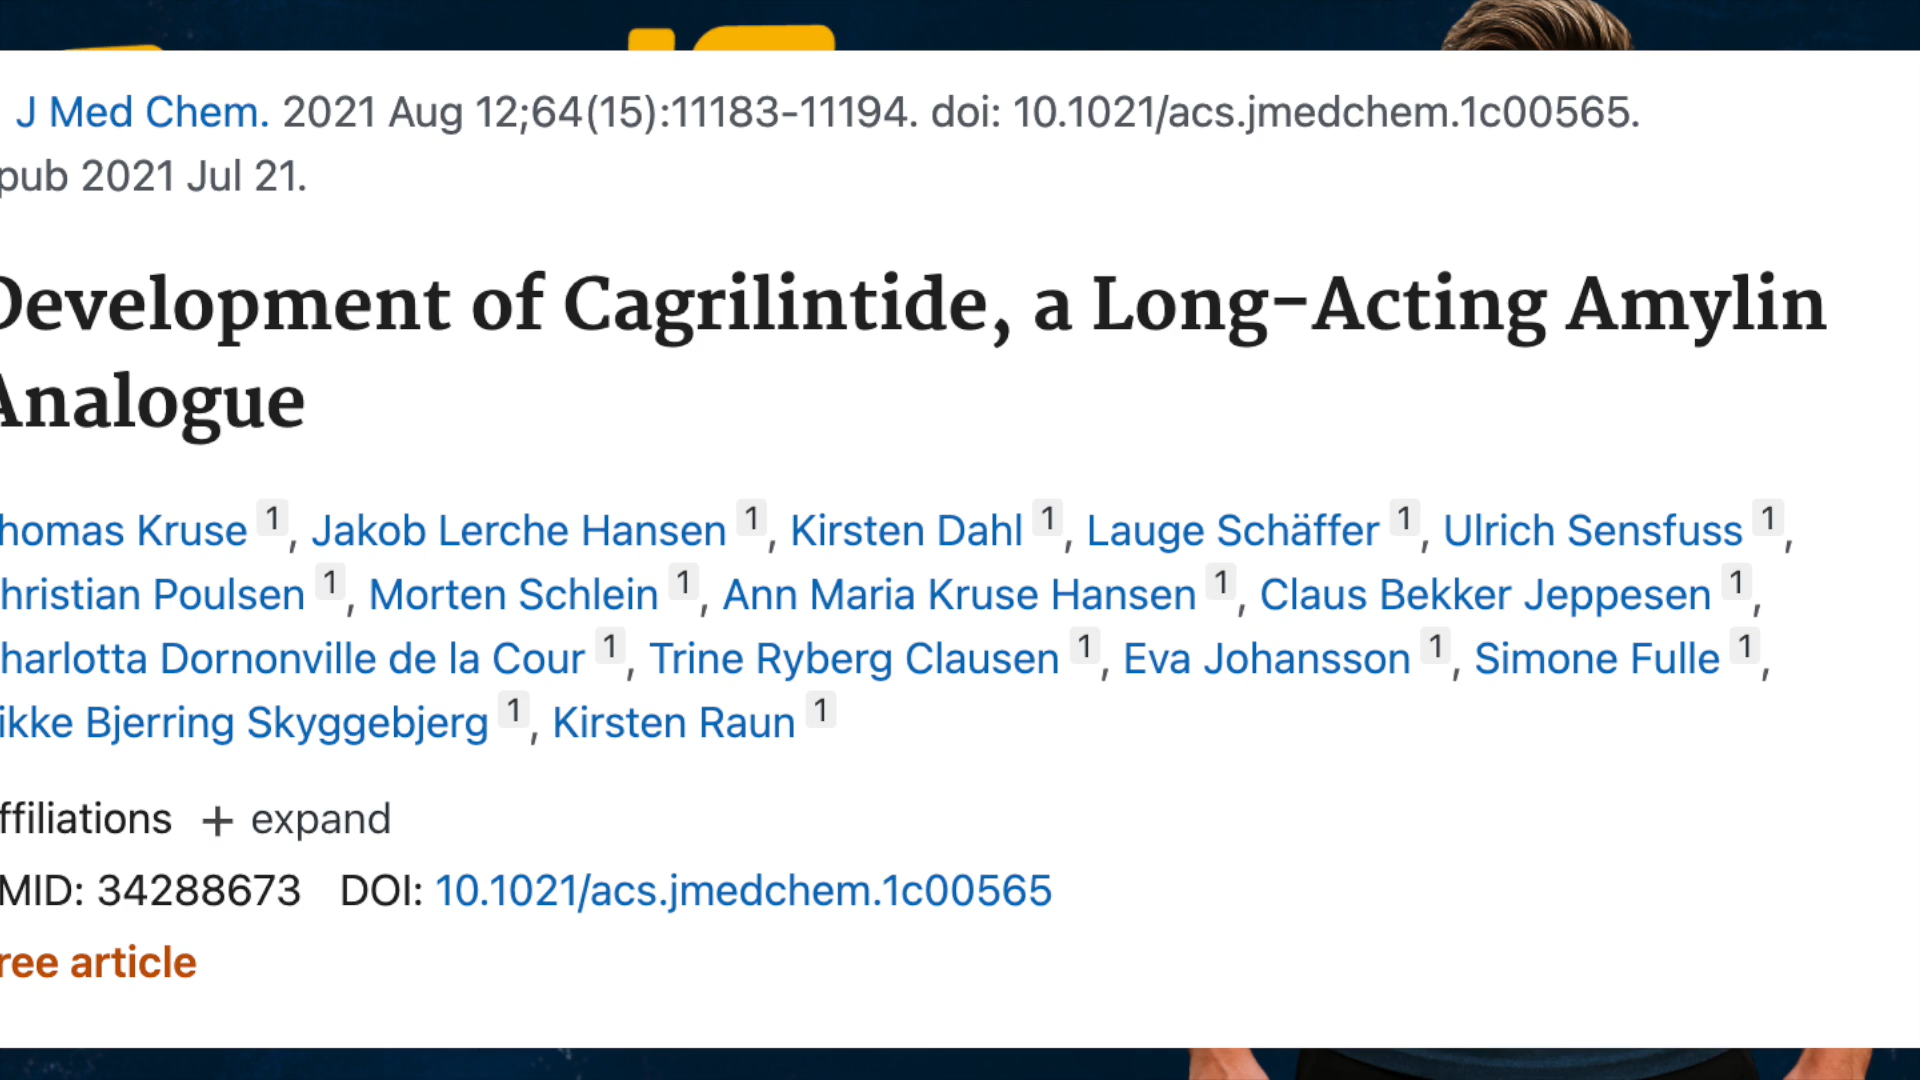 J Med Chem. 2021 Aug 12;64(15):11183-11194. doi: 10.1021/acs.jmedchem.1c00565.
pub 2021 Jul 21.
Development of Cagrilintide, a Long-Acting Amylin
Analogue
homas Kruse 1, Jakob Lerche Hansen 1, Kirsten Dahl 1, Lauge Schäffer 1, Ulrich Sensfuss 1,
hristian Poulsen 1, Morten Schlein 1, Ann Maria Kruse Hansen 1, Claus Bekker Jeppesen 1,
harlotta Dornonville de la Cour 1, Trine Ryberg Clausen 1, Eva Johansson 1, Simone Fulle 1,
ikke Bjerring Skyggebjerg 1, Kirsten Raun 1
ffiliations + expand
MID: 34288673 DOI: 10.1021/acs.jmedchem.1c00565
ree article